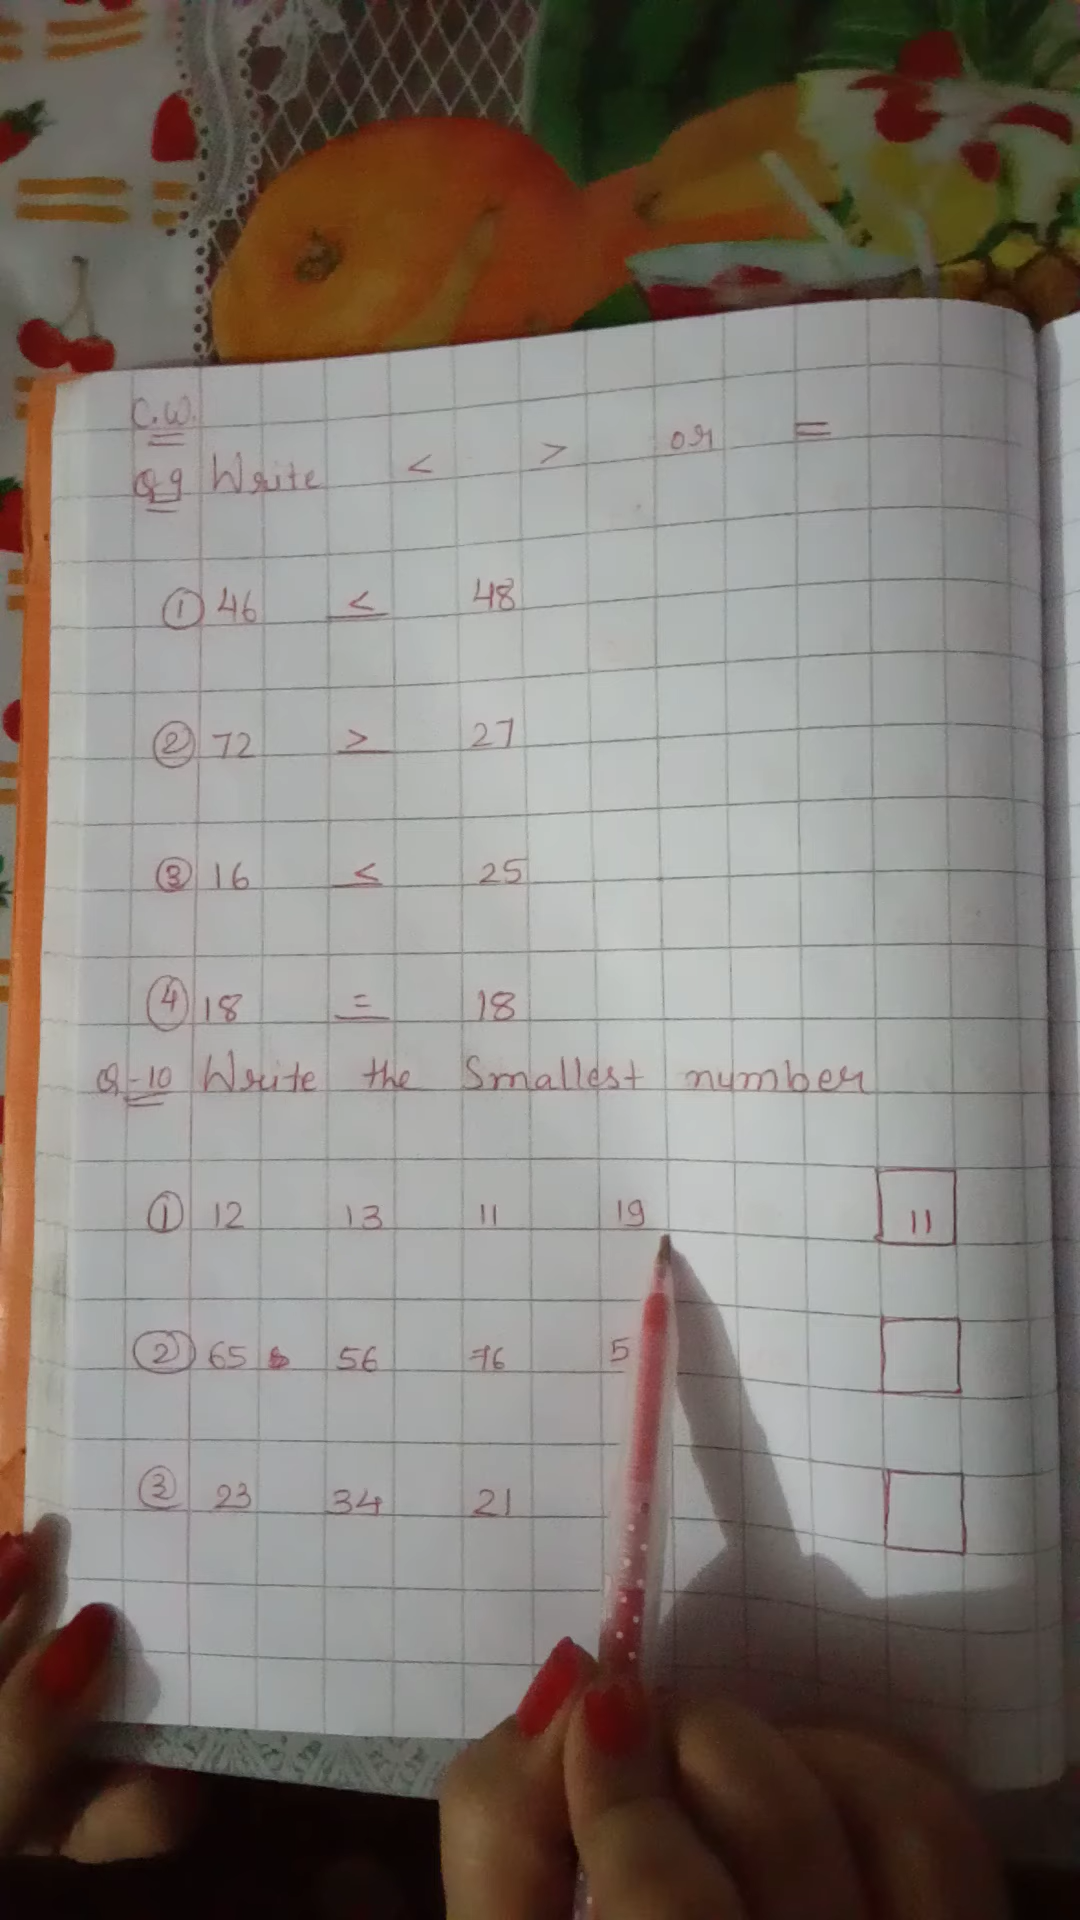 C.W.
Q-9 Write < > or =
① 46 < 48
② 72 > 27
③ 16 < 25
④ 18 = 18
Q-10 Write the Smallest number
① 12 13 11 19 11
② 65 56 76 5
③ 23 34 21